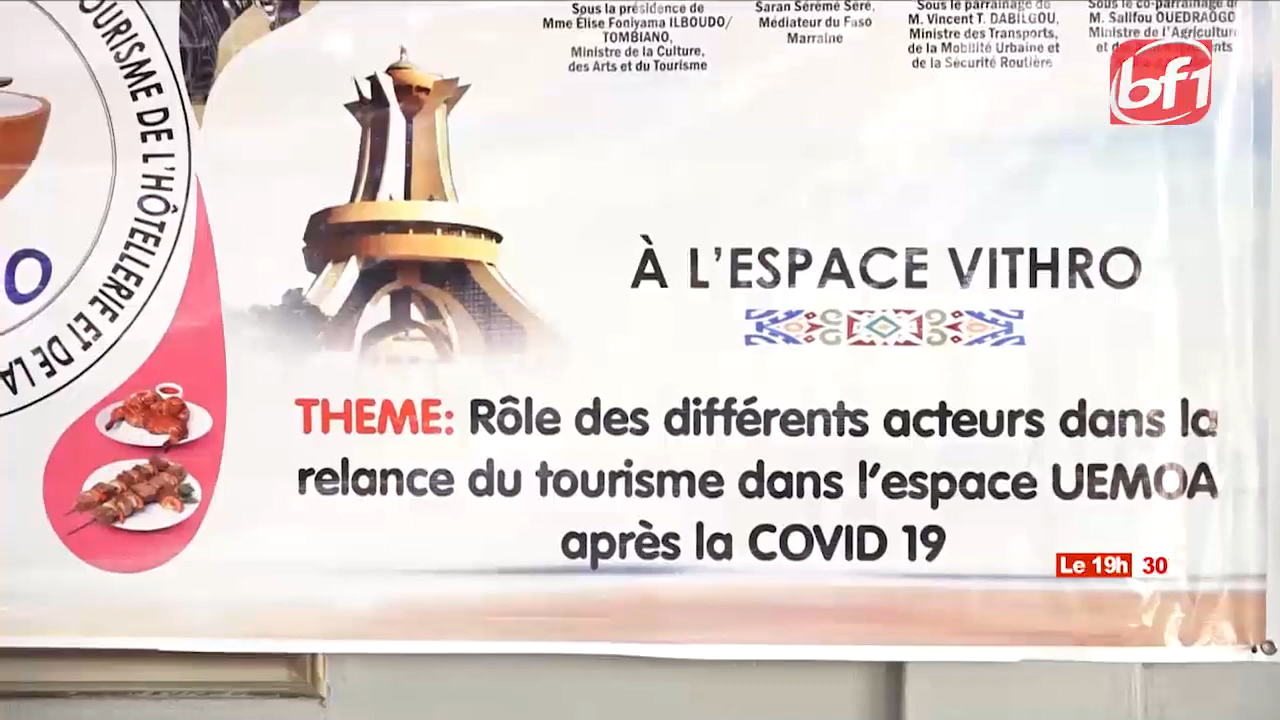 Sous la présidence de
Mme Elise Foniyama ILBOUDO/
TOMBIANO,
Ministre de la Culture,
des Arts et du Tourisme
Saran Sérémé Séré,
Médiateur du Faso
Marraine
Sous le parrainage de
M. Vincent T. DABILGOU,
Ministre des Transports,
de la Mobilité Urbaine et
de la Sécurité Routière
Sous le co-parrainage de
M. Salifou OUEDRAOGO
Ministre de l'Agriculture
et
bf1
OURISME DE L'HÔTELLERIE ET DE LA
O
À L'ESPACE VITHRO
THEME: Rôle des différents acteurs dans la
relance du tourisme dans l'espace UEMOA
après la COVID 19
Le 19h 30